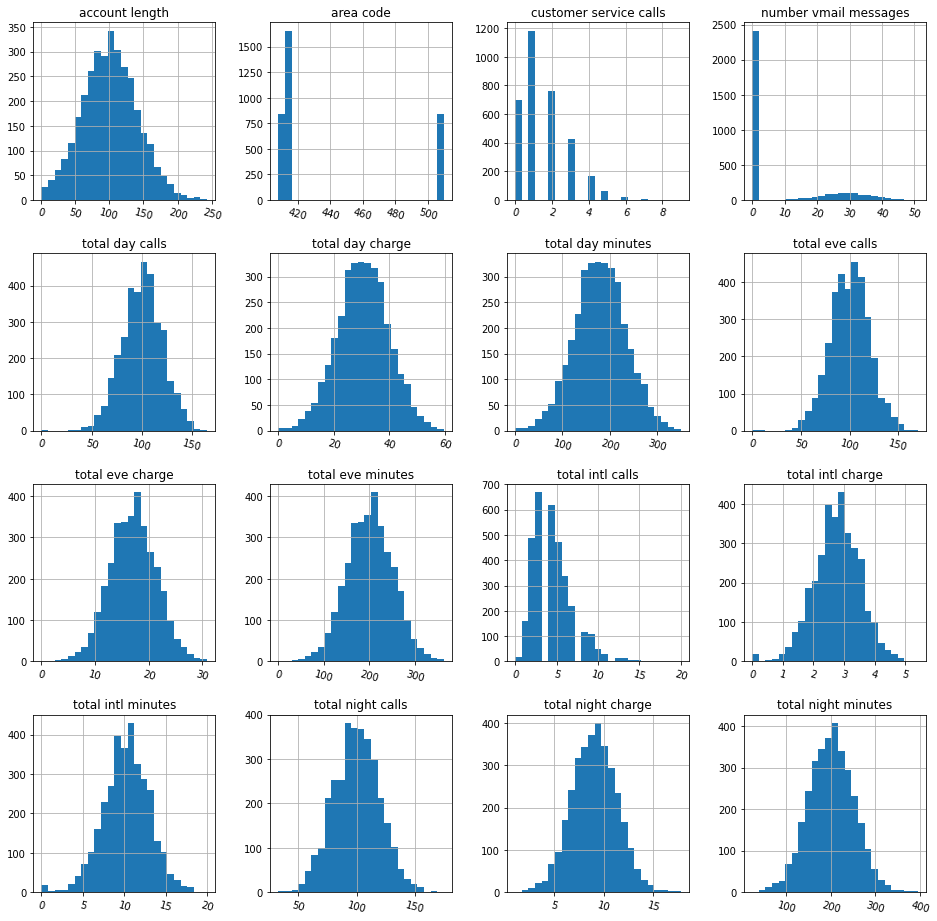 account length
350
300
250
200
150
100
50
0
0 50 100 150 200 250
area code
1500
1250
1000
750
500
250
0
420 440 460 480 500
customer service calls
1200
1000
800
600
400
200
0
0 2 4 6 8
number vmail messages
2500
2000
1500
1000
500
0
0 10 20 30 40 50
total day calls
400
300
200
100
0
0 50 100 150
total day charge
300
250
200
150
100
50
0
0 20 40 60
total day minutes
300
250
200
150
100
50
0
0 100 200 300
total eve calls
400
300
200
100
0
0 50 100 150
total eve charge
400
300
200
100
0
0 10 20 30
total eve minutes
400
300
200
100
0
0 100 200 300
total intl calls
700
600
500
400
300
200
100
0
0 5 10 15 20
total intl charge
400
300
200
100
0
0 1 2 3 4 5
total intl minutes
400
300
200
100
0
0 5 10 15 20
total night calls
400
300
200
100
0
50 100 150
total night charge
400
300
200
100
0
5 10 15
total night minutes
400
300
200
100
0
100 200 300 400